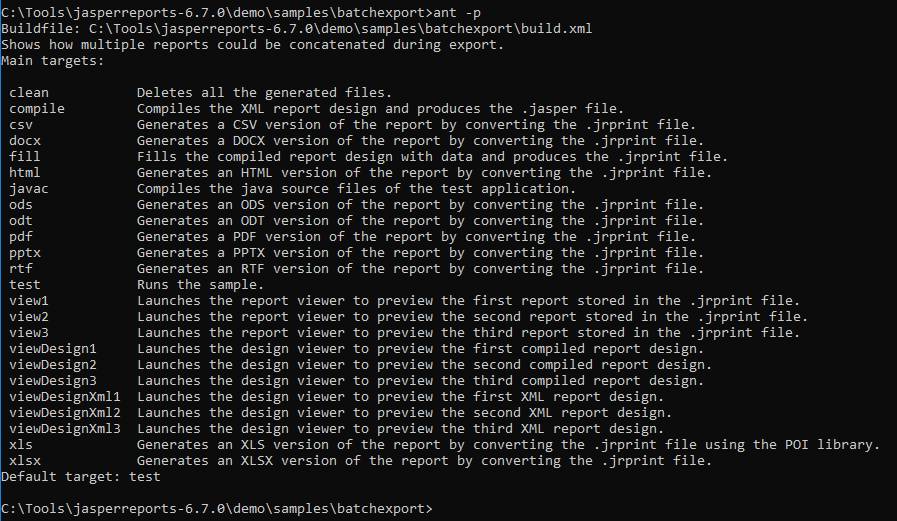 C:\Tools\jasperreports-6.7.0\demo\samples\batchexport>ant -p
Buildfile: C:\Tools\jasperreports-6.7.0\demo\samples\batchexport\build.xml
Shows how multiple reports could be concatenated during export.
Main targets:

 clean           Deletes all the generated files.
 compile         Compiles the XML report design and produces the .jasper file.
 csv             Generates a CSV version of the report by converting the .jrprint file.
 docx            Generates a DOCX version of the report by converting the .jrprint file.
 fill            Fills the compiled report design with data and produces the .jrprint file.
 html            Generates an HTML version of the report by converting the .jrprint file.
 javac           Compiles the java source files of the test application.
 ods             Generates an ODS version of the report by converting the .jrprint file.
 odt             Generates an ODT version of the report by converting the .jrprint file.
 pdf             Generates a PDF version of the report by converting the .jrprint file.
 pptx            Generates a PPTX version of the report by converting the .jrprint file.
 rtf             Generates an RTF version of the report by converting the .jrprint file.
 test            Runs the sample.
 view1           Launches the report viewer to preview the first report stored in the .jrprint file.
 view2           Launches the report viewer to preview the second report stored in the .jrprint file.
 view3           Launches the report viewer to preview the third report stored in the .jrprint file.
 viewDesign1     Launches the design viewer to preview the first compiled report design.
 viewDesign2     Launches the design viewer to preview the second compiled report design.
 viewDesign3     Launches the design viewer to preview the third compiled report design.
 viewDesignXml1  Launches the design viewer to preview the first XML report design.
 viewDesignXml2  Launches the design viewer to preview the second XML report design.
 viewDesignXml3  Launches the design viewer to preview the third XML report design.
 xls             Generates an XLS version of the report by converting the .jrprint file using the POI library.
 xlsx            Generates an XLSX version of the report by converting the .jrprint file.
Default target: test

C:\Tools\jasperreports-6.7.0\demo\samples\batchexport>